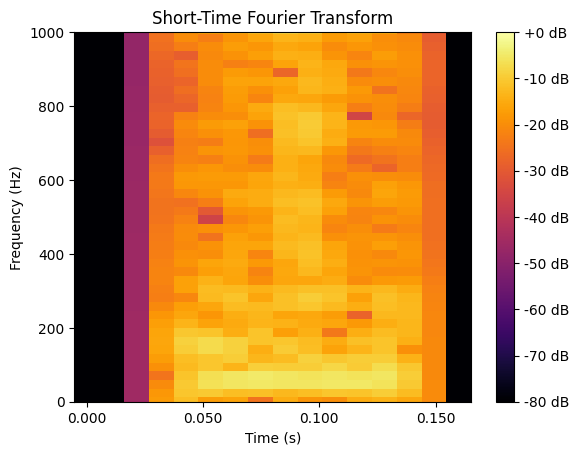 Short-Time Fourier Transform
1000
800
600
400
200
0
Frequency (Hz)
0.000
0.050
0.100
0.150
Time (s)
+0 dB
-10 dB
-20 dB
-30 dB
-40 dB
-50 dB
-60 dB
-70 dB
-80 dB